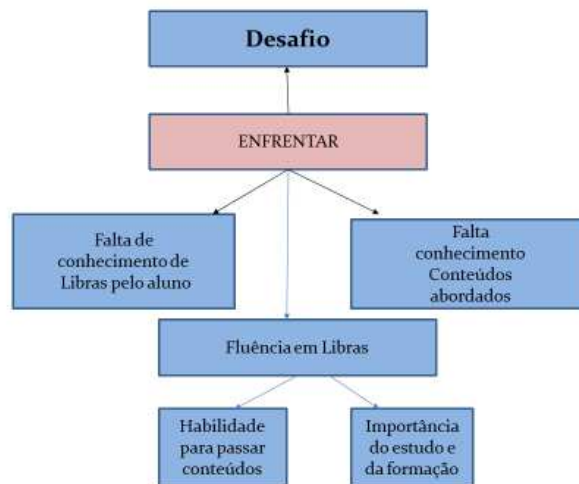 Desafio
ENFRENTAR
Falta de
conhecimento de
Libras pelo aluno
Falta
conhecimento
Conteúdos
abordados
Fluência em Libras
Habilidade
para passar
conteúdos
Importância
do estudo e
da formação